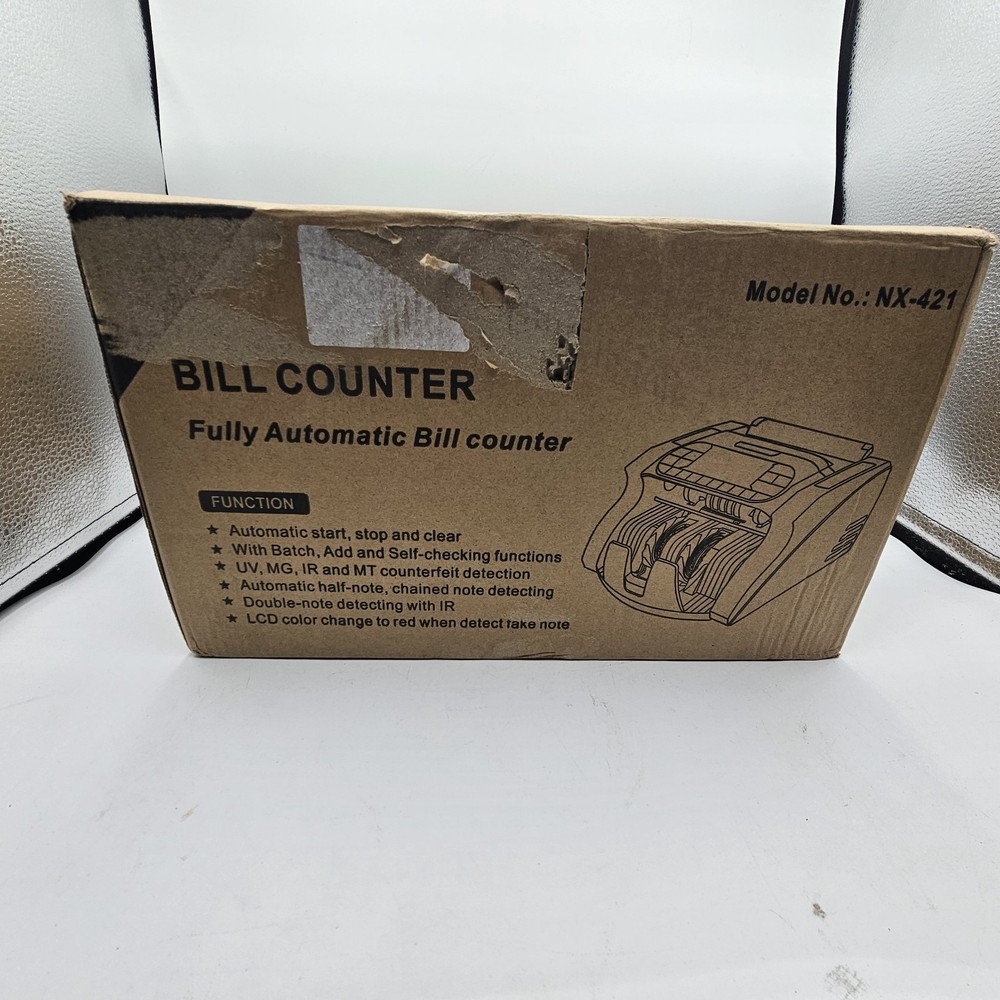 Model No.: NX-421
BILL COUNTER
Fully Automatic Bill counter
FUNCTION
★ Automatic start, stop and clear
★ With Batch, Add and Self-checking functions
★ UV, MG, IR and MT counterfeit detection
★ Automatic half-note, chained note detecting
★ Double-note detecting with IR
★ LCD color change to red when detect fake note